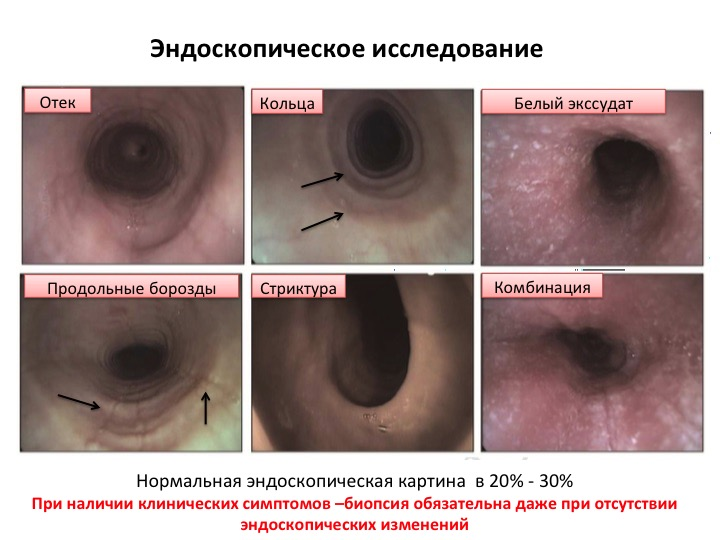 Эндоскопическое исследование
Отек
Кольца
Белый экссудат
Продольные борозды
Стриктура
Комбинация
Нормальная эндоскопическая картина в 20% - 30%
При наличии клинических симптомов –биопсия обязательна даже при отсутствии
эндоскопических изменений